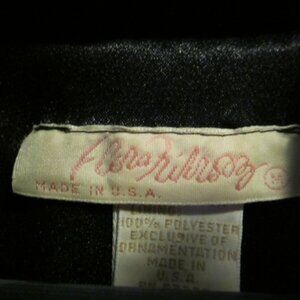 Flora Nikrooz
MADE IN U.S.A.
100% POLYESTER
EXCLUSIVE OF
ORNAMENTATION
MADE IN
U.S.A